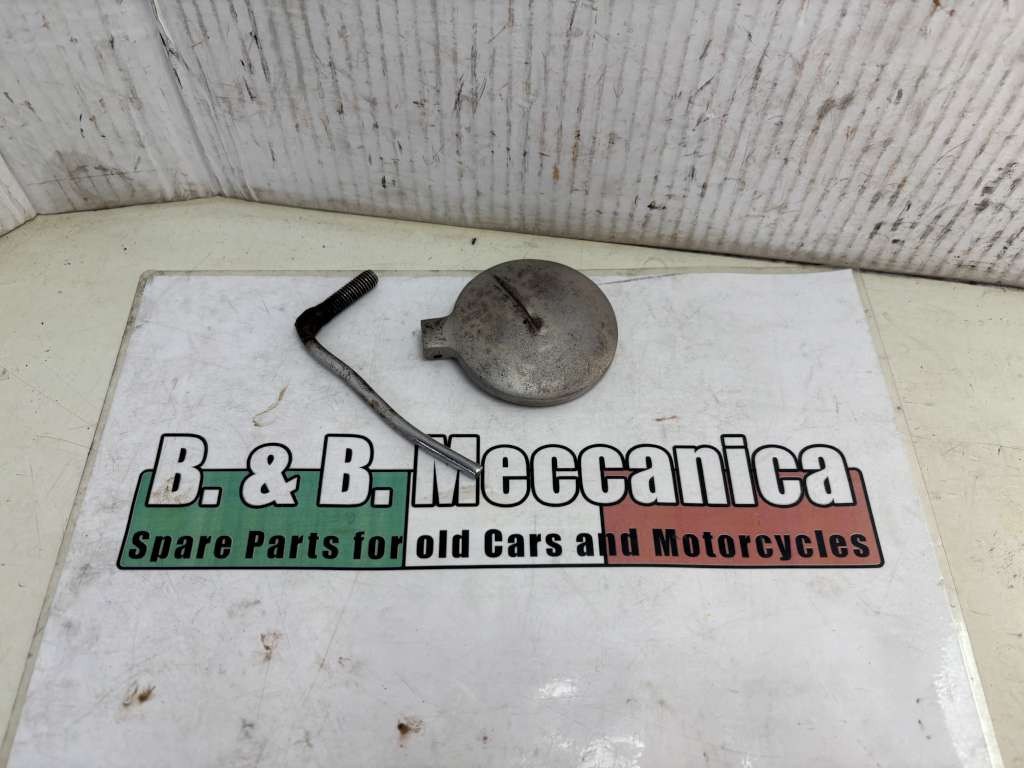 B. & B. Meccanica
Spare Parts for old Cars and Motorcycles